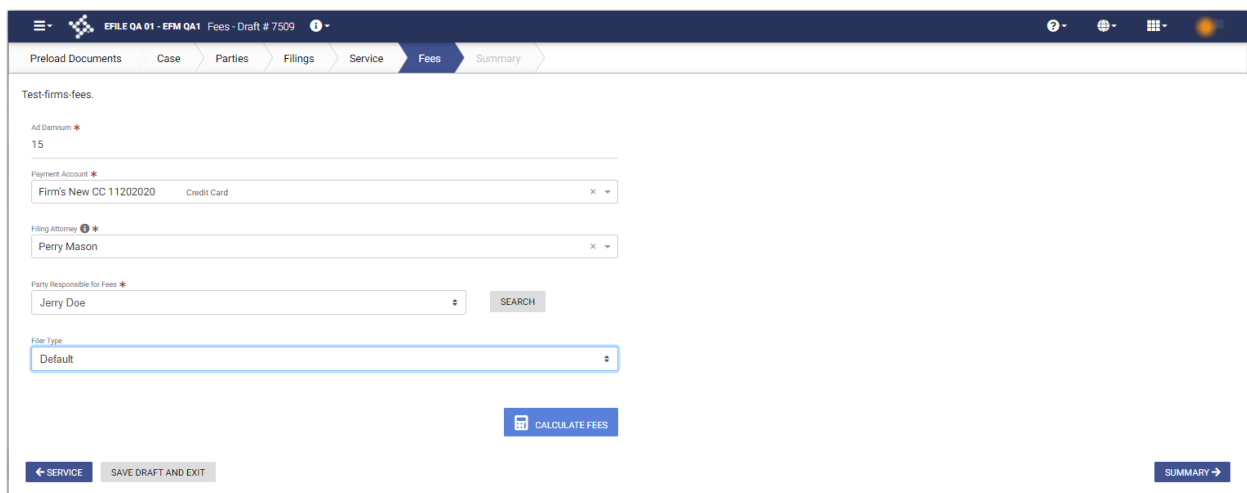 EFILE QA 01 - EFM QA1 Fees - Draft # 7509
Preload Documents Case Parties Filings Service Fees Summary
Test-firms-fees.
Ad Damnum *
15
Payment Account *
Firm's New CC 11202020 Credit Card
Filing Attorney *
Perry Mason
Party Responsible for Fees *
Jerry Doe SEARCH
Filer Type
Default
CALCULATE FEES
SERVICE SAVE DRAFT AND EXIT SUMMARY